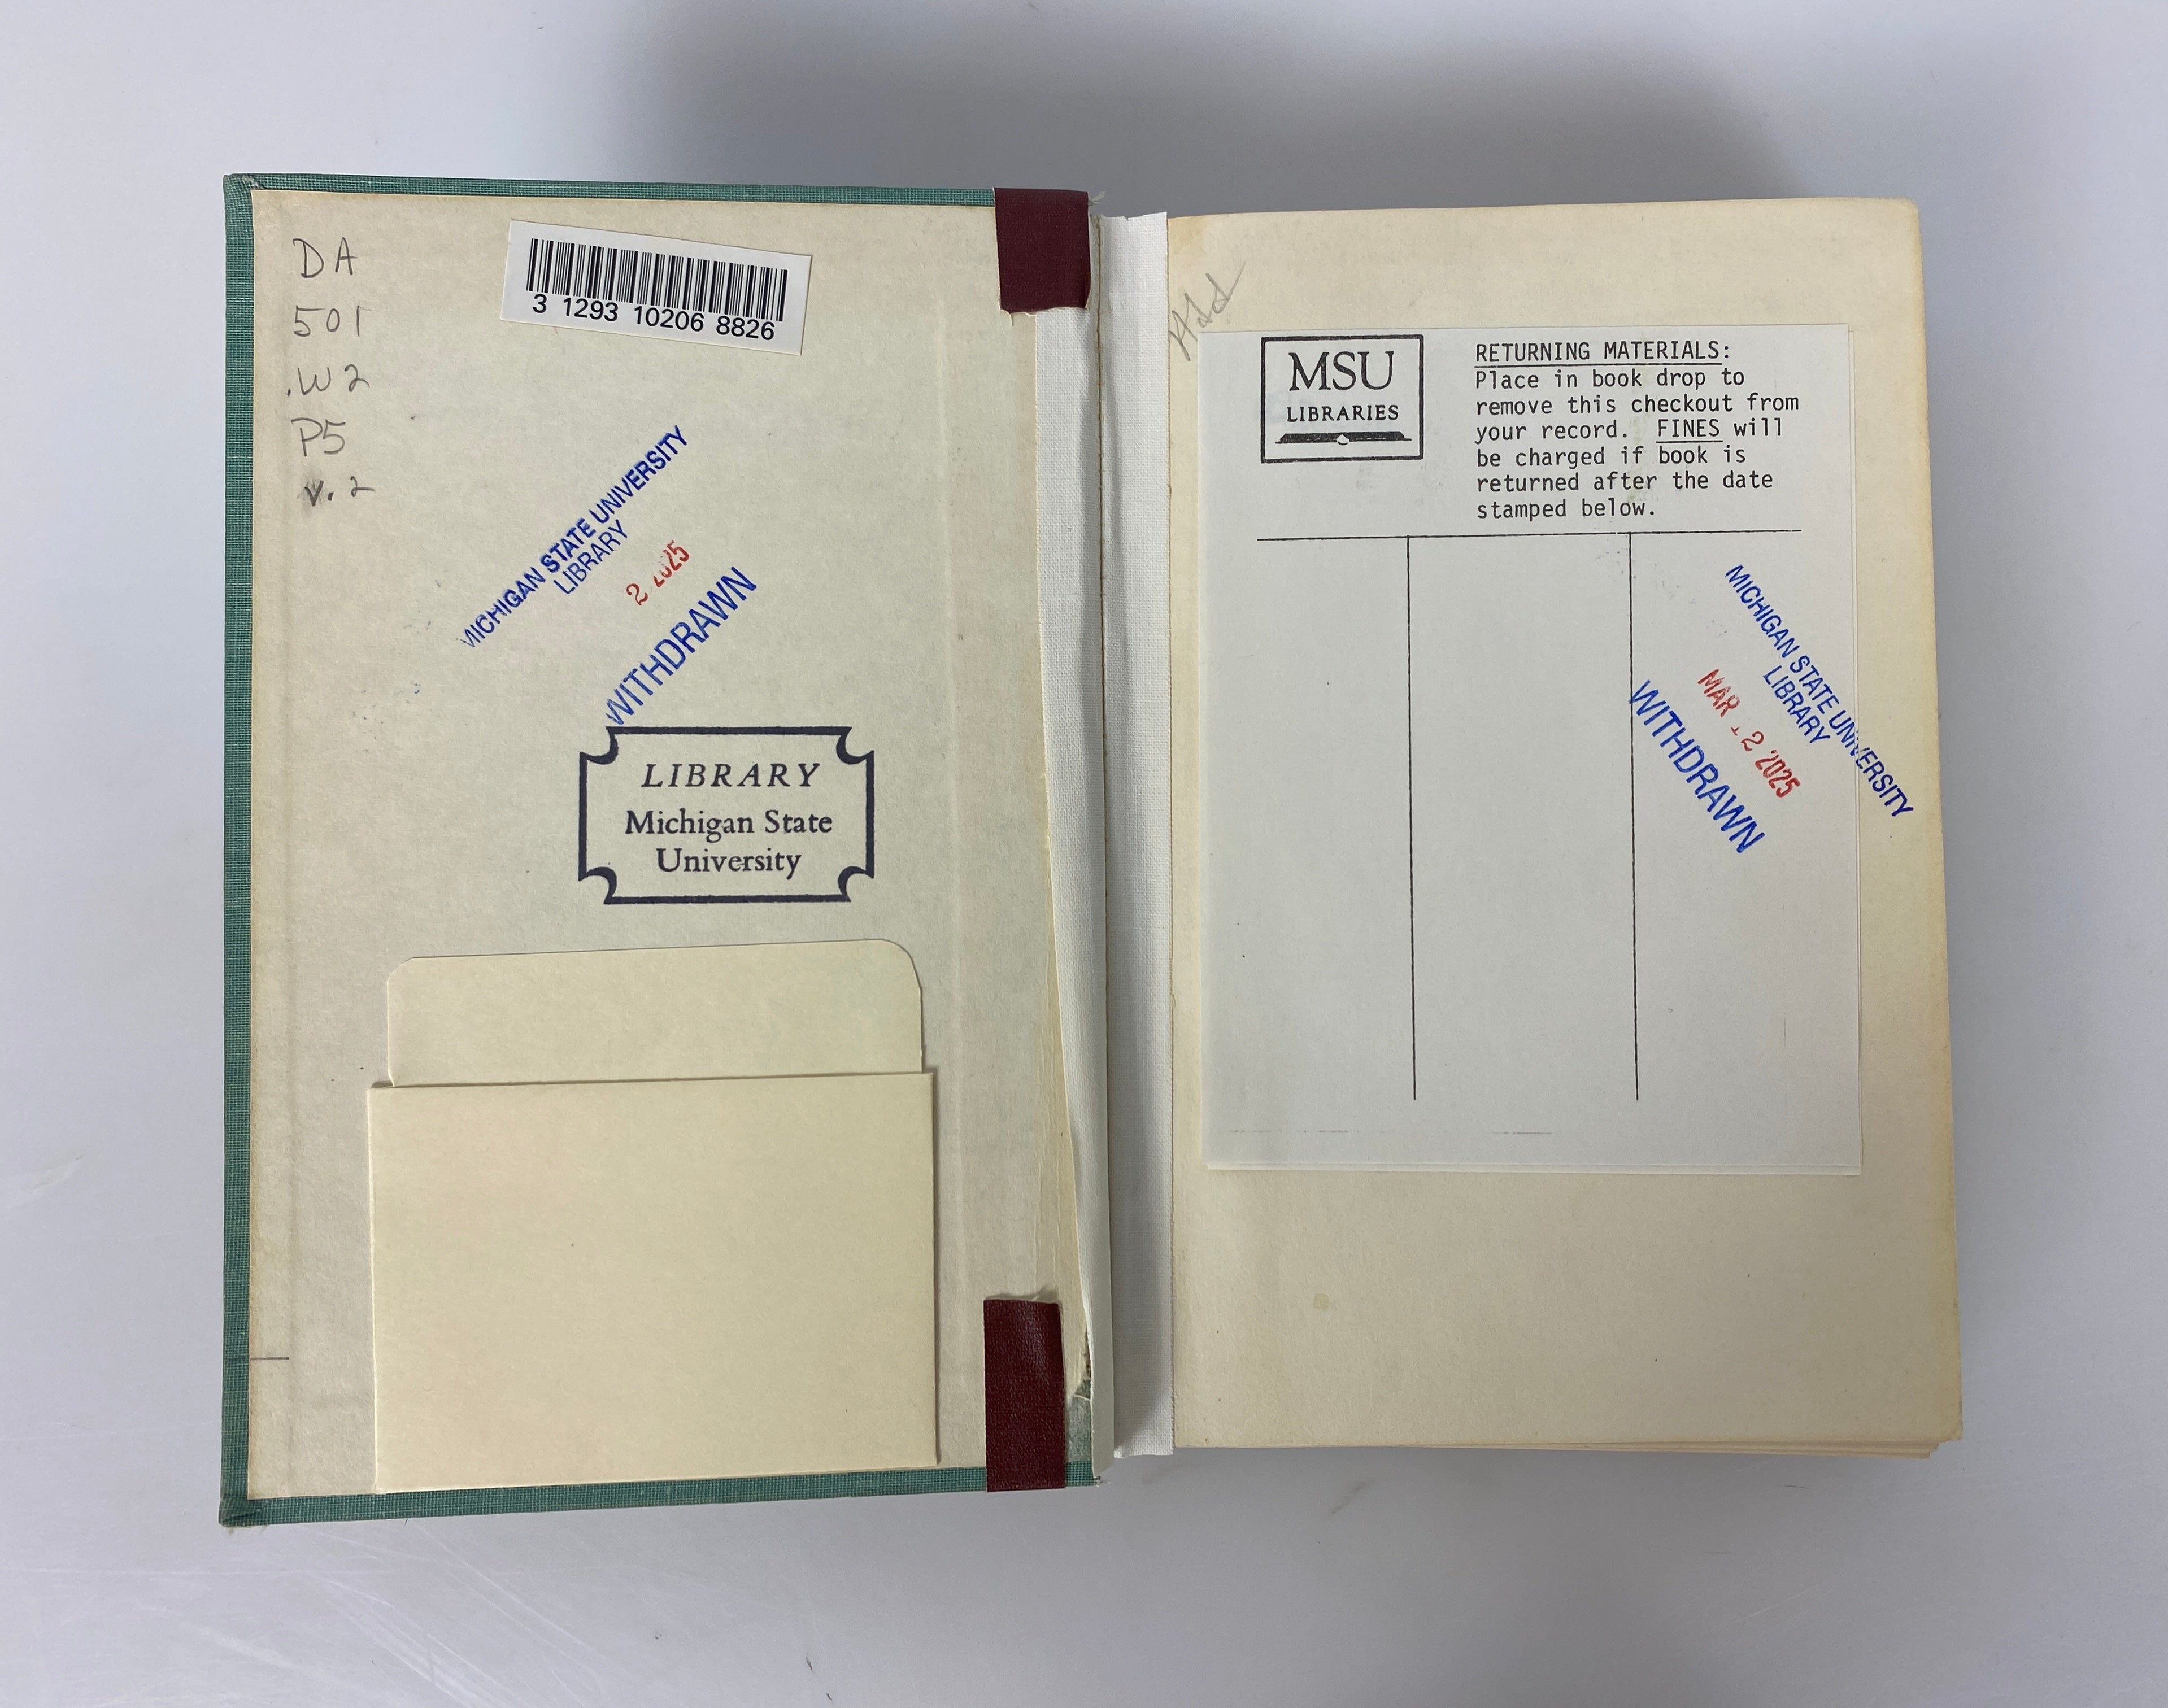 DA
501
.W2
P5
v. 2
3 1293 10206 8826
MICHIGAN STATE UNIVERSITY
LIBRARY
2 2025
WITHDRAWN
LIBRARY
Michigan State
University
MSU
LIBRARIES
RETURNING MATERIALS:
Place in book drop to
remove this checkout from
your record. FINES will
be charged if book is
returned after the date
stamped below.
MICHIGAN STATE UNIVERSITY
LIBRARY
MAR 12 2025
WITHDRAWN